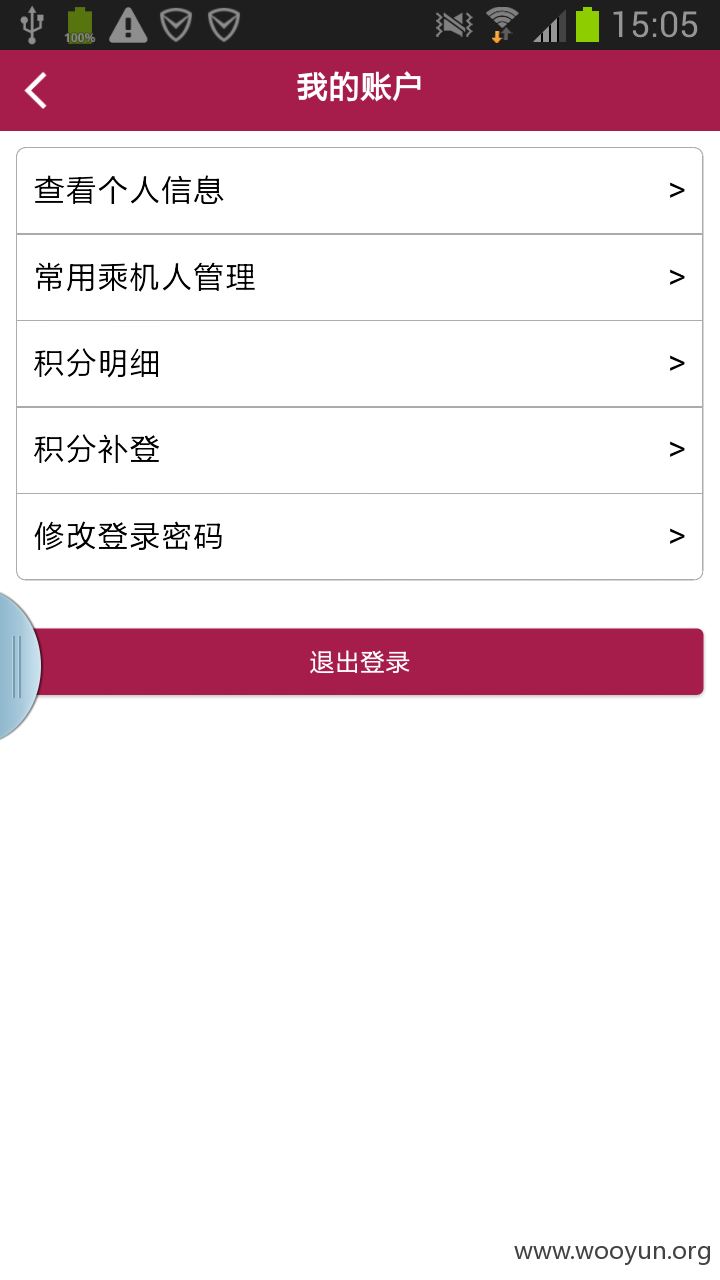 100%
15:05
我的账户
查看个人信息 >
常用乘机人管理 >
积分明细 >
积分补登 >
修改登录密码 >
退出登录
www.wooyun.org